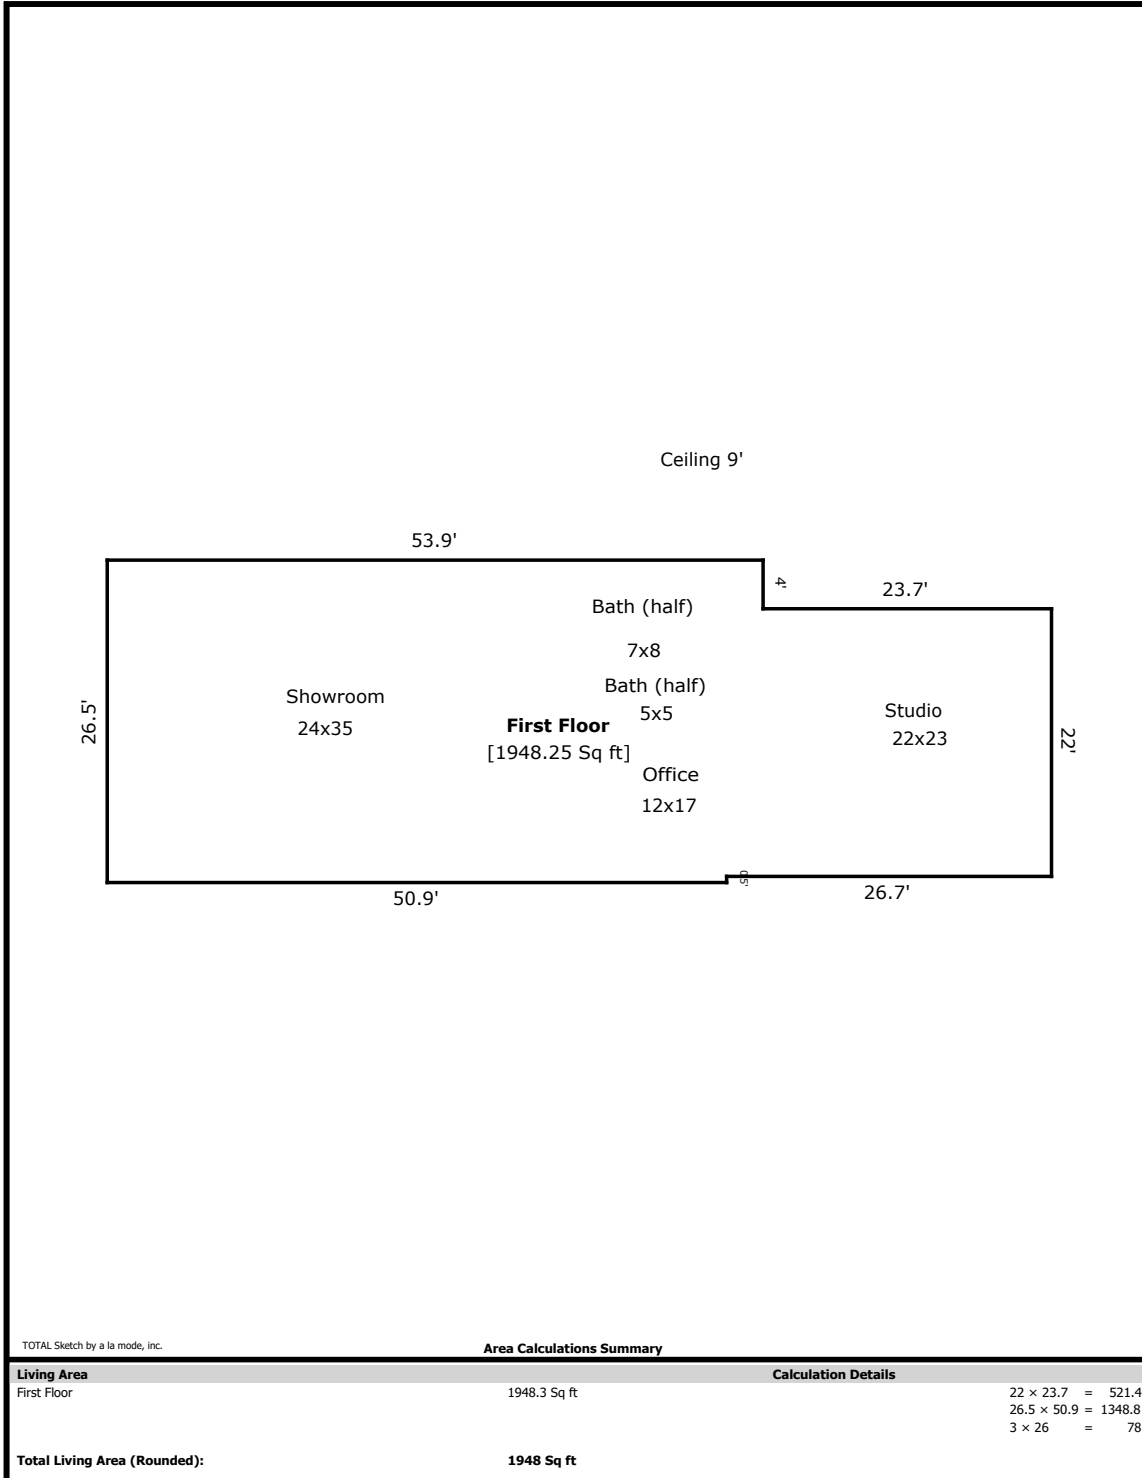 Ceiling 9'
53.9'
4'
23.7'
Bath (half)
7x8
Bath (half)
5x5
Showroom
24x35
First Floor
[1948.25 Sq ft]
Studio
22x23
26.5'
22'
Office
12x17
0.5'
50.9'
26.7'
TOTAL Sketch by a la mode, inc.
Area Calculations Summary
Living Area Calculation Details
First Floor 1948.3 Sq ft 22 × 23.7 = 521.4
26.5 × 50.9 = 1348.8
3 × 26 = 78
Total Living Area (Rounded): 1948 Sq ft